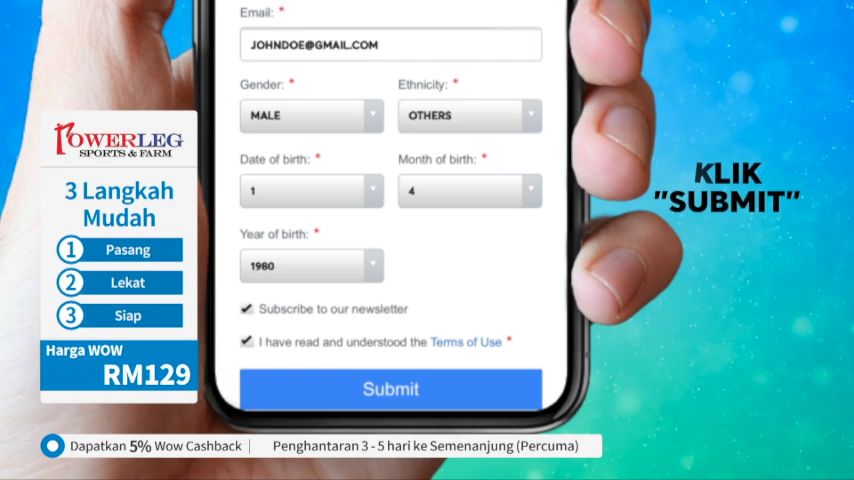 Email: *
JOHNDOE@GMAIL.COM
Gender: * Ethnicity: *
MALE OTHERS
Date of birth: * Month of birth: *
1 4
Year of birth: *
1980
Subscribe to our newsletter
I have read and understood the Terms of Use *
Submit
POWERLEG
SPORTS & FARM
3 Langkah
Mudah
1 Pasang
2 Lekat
3 Siap
Harga WOW
RM129
KLIK
"SUBMIT"
Dapatkan 5% Wow Cashback | Penghantaran 3 - 5 hari ke Semenanjung (Percuma)